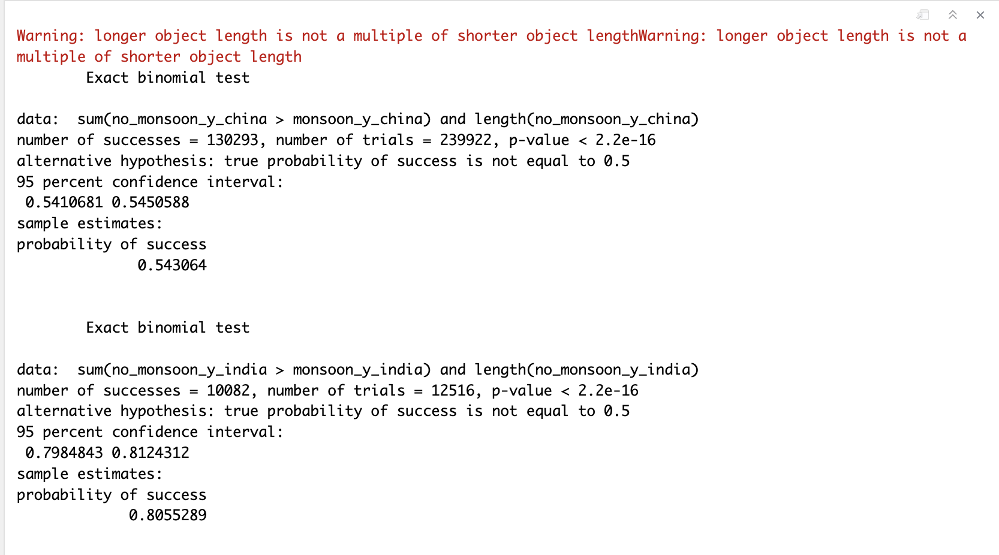 Warning: longer object length is not a multiple of shorter object lengthWarning: longer object length is not a
multiple of shorter object length
Exact binomial test
data:  sum(no_monsoon_y_china > monsoon_y_china) and length(no_monsoon_y_china)
number of successes = 130293, number of trials = 239922, p-value < 2.2e-16
alternative hypothesis: true probability of success is not equal to 0.5
95 percent confidence interval:
0.5410681 0.5450588
sample estimates:
probability of success
0.543064
Exact binomial test
data:  sum(no_monsoon_y_india > monsoon_y_india) and length(no_monsoon_y_india)
number of successes = 10082, number of trials = 12516, p-value < 2.2e-16
alternative hypothesis: true probability of success is not equal to 0.5
95 percent confidence interval:
0.7984843 0.8124312
sample estimates:
probability of success
0.8055289